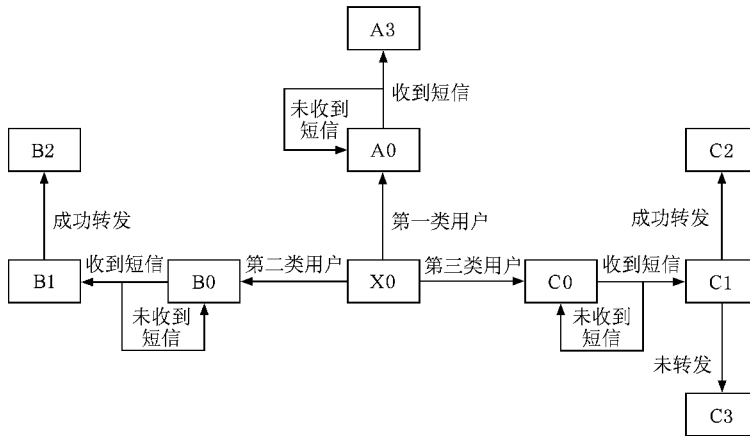 A3
收到短信
未收到
短信
A0
B2
C2
成功转发
第一类用户
成功转发
收到短信
第二类用户
第三类用户
收到短信
B1
B0
X0
C0
C1
未收到
短信
未收到
短信
未转发
C3